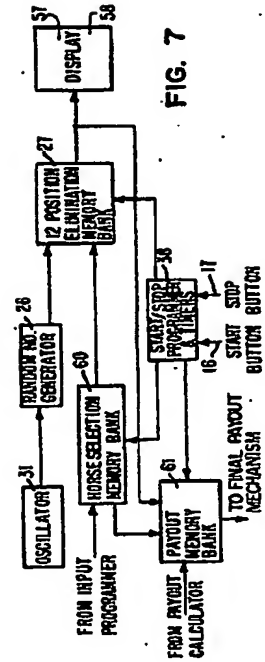 57
DISPLAY
58
FIG. 7
27
12 POSITION
ELIMINATION
MEMORY
BANK
RANDOM NO.
GENERATOR
31
OSCILLATOR
60
HORSE SELECTION
MEMORY BANK
FROM INPUT
PROGRAMMER
START/STOP
PROGRAMMER
& TIMERS
16
START
BUTTON
17
STOP
BUTTON
61
PAYOUT
MEMORY
BANK
FROM PAYOUT
CALCULATOR
TO FINAL PAYOUT
MECHANISM